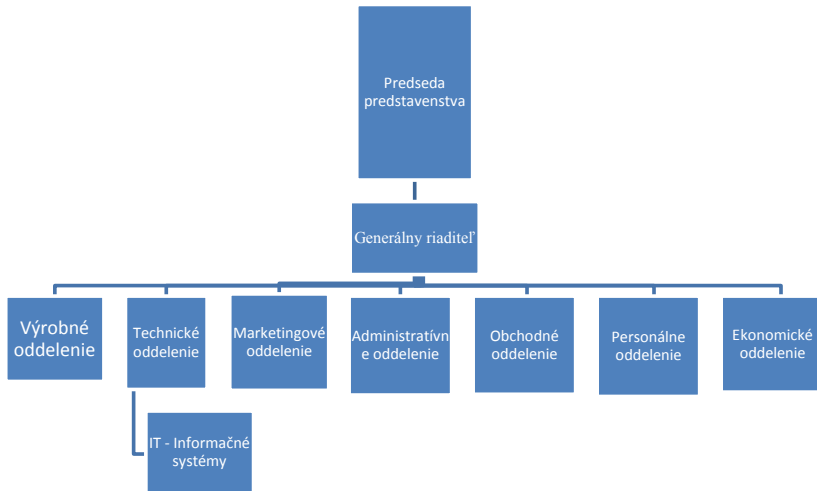 Predseda
predstavenstva
Generálny riaditeľ
Výrobné
oddelenie
Technické
oddelenie
Marketingové
oddelenie
Administratívn
e oddelenie
Obchodné
oddelenie
Personálne
oddelenie
Ekonomické
oddelenie
IT - Informačné
systémy